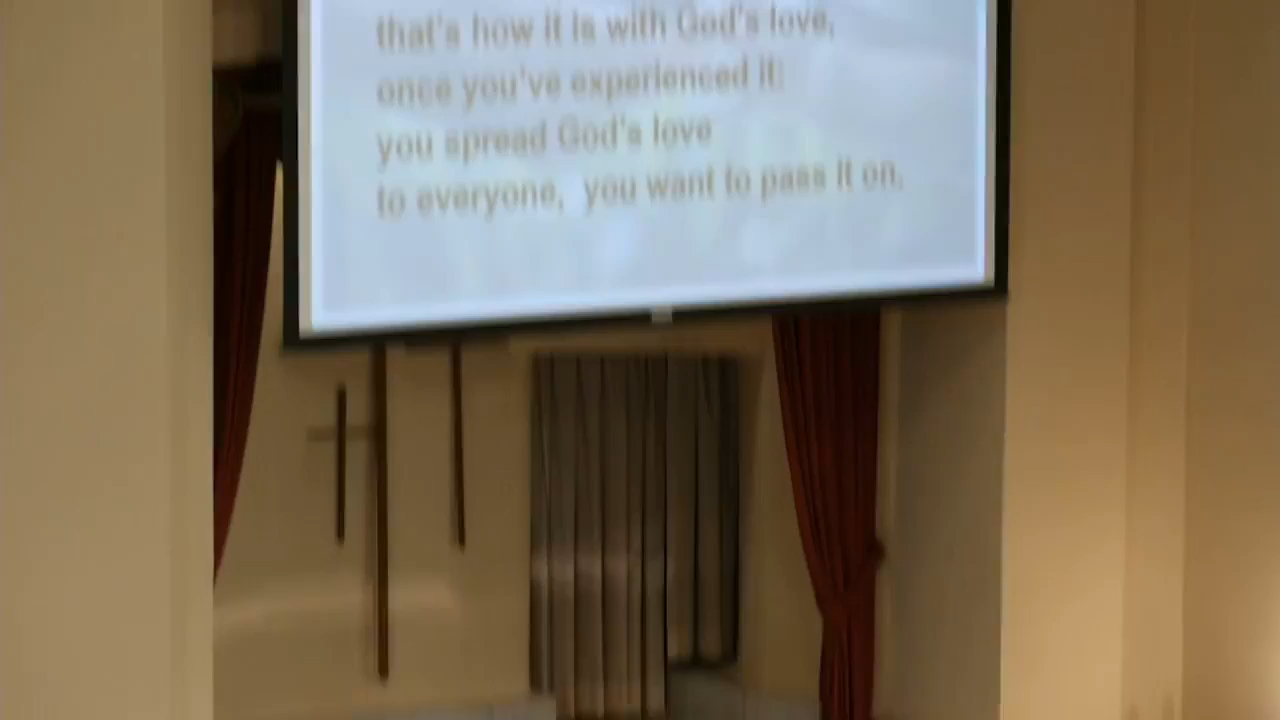 that's how it is with God's love,
once you've experienced it;
you spread God's love
to everyone, you want to pass it on.